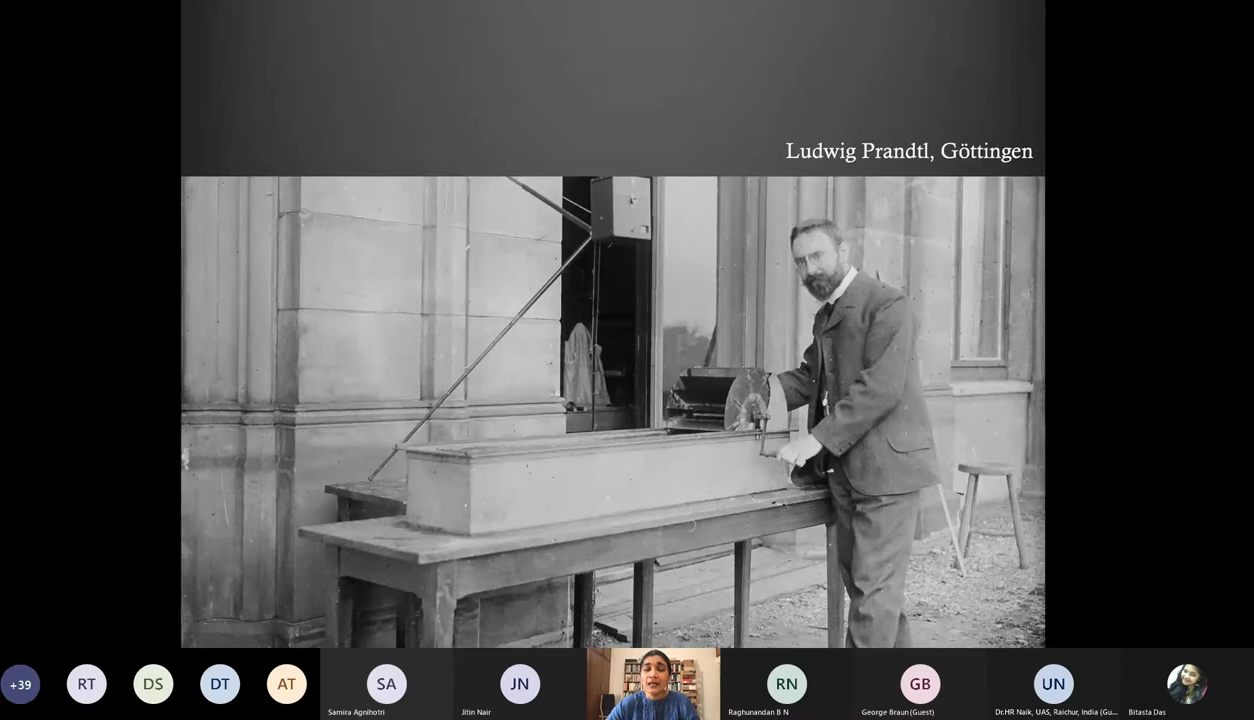 Ludwig Prandtl, Göttingen
+39
RT
DS
DT
AT
SA
JN
RN
GB
UN
Samira Agnihotri
Jitin Nair
Raghunandan B N
George Braun (Guest)
Dr.HR Naik, UAS, Raichur, India (Gu...
Bitasta Das